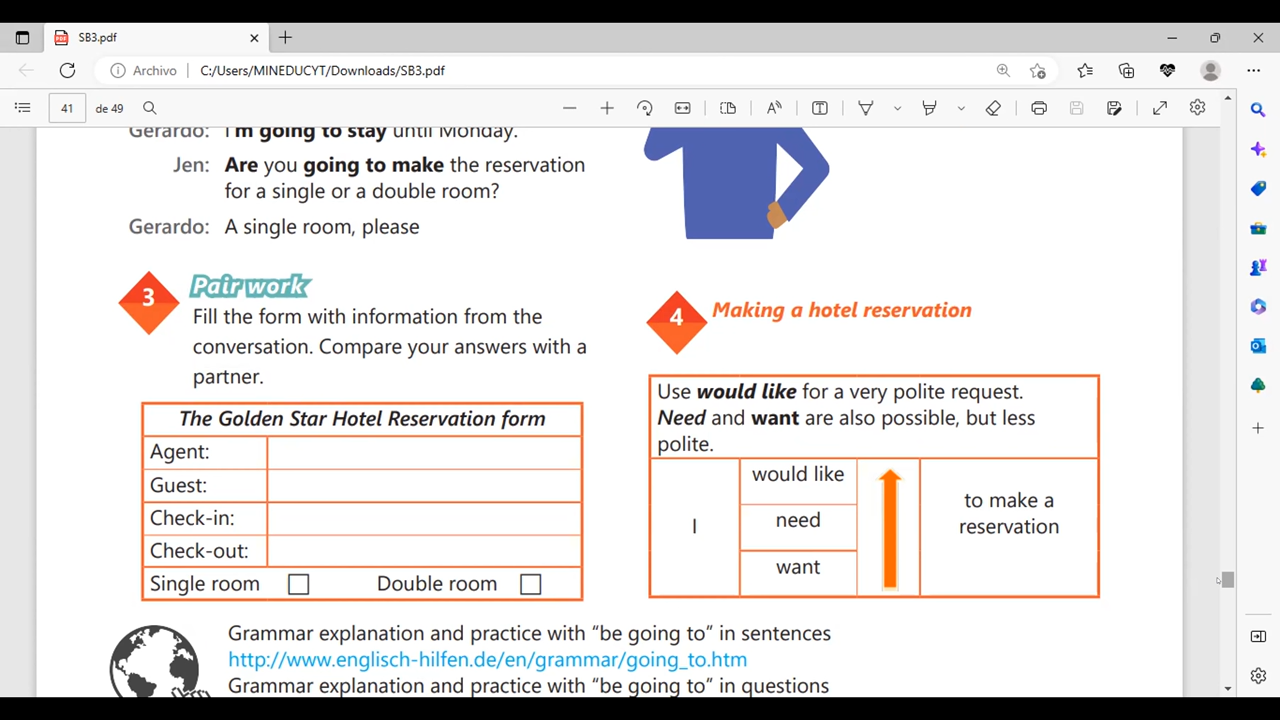 SB3.pdf
Archivo
C:/Users/MINEDUCYT/Downloads/SB3.pdf
41 de 49
Gerardo: I'm going to stay until Monday.
Jen: Are you going to make the reservation
for a single or a double room?
Gerardo: A single room, please
3
Pair work
Fill the form with information from the
conversation. Compare your answers with a
partner.
The Golden Star Hotel Reservation form
Agent:
Guest:
Check-in:
Check-out:
Single room
Double room
4
Making a hotel reservation
Use would like for a very polite request.
Need and want are also possible, but less
polite.
I
would like
need
want
to make a
reservation
Grammar explanation and practice with “be going to” in sentences
http://www.englisch-hilfen.de/en/grammar/going_to.htm
Grammar explanation and practice with “be going to” in questions